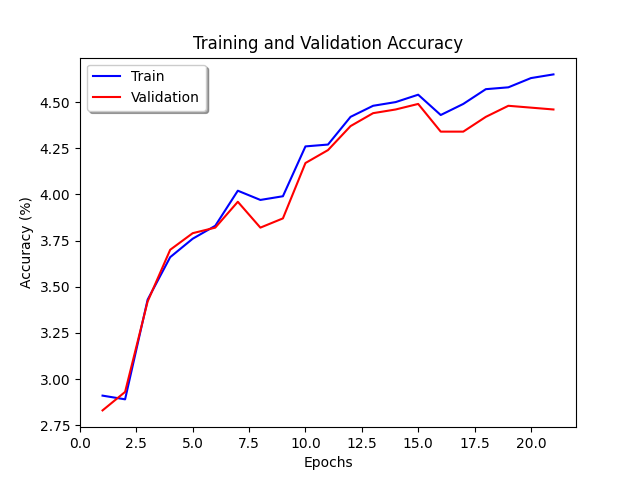 Training and Validation Accuracy
Train
Validation
Accuracy (%)
4.50
4.25
4.00
3.75
3.50
3.25
3.00
2.75
0.0 2.5 5.0 7.5 10.0 12.5 15.0 17.5 20.0
Epochs